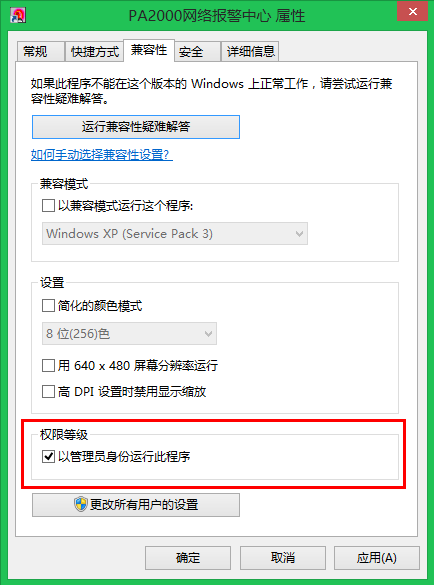 PA2000网络报警中心 属性
常规 快捷方式 兼容性 安全 详细信息
如果此程序不能在这个版本的 Windows 上正常工作，请尝试运行兼
容性疑难解答。
运行兼容性疑难解答
如何手动选择兼容性设置?
兼容模式
以兼容模式运行这个程序:
Windows XP (Service Pack 3)
设置
简化的颜色模式
8 位(256)色
用 640 x 480 屏幕分辨率运行
高 DPI 设置时禁用显示缩放
权限等级
以管理员身份运行此程序
更改所有用户的设置
确定 取消 应用(A)